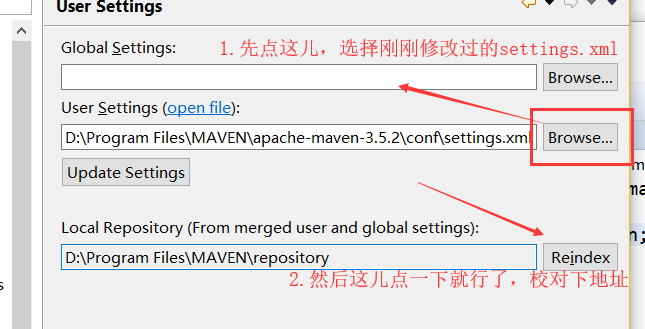 User Settings
Global Settings:
1.先点这儿，选择刚刚修改过的settings.xml
Browse...
User Settings (open file):
D:\Program Files\MAVEN\apache-maven-3.5.2\conf\settings.xml
Browse...
Update Settings
Local Repository (From merged user and global settings):
D:\Program Files\MAVEN\repository
Reindex
2.然后这儿点一下就行了，校对下地址